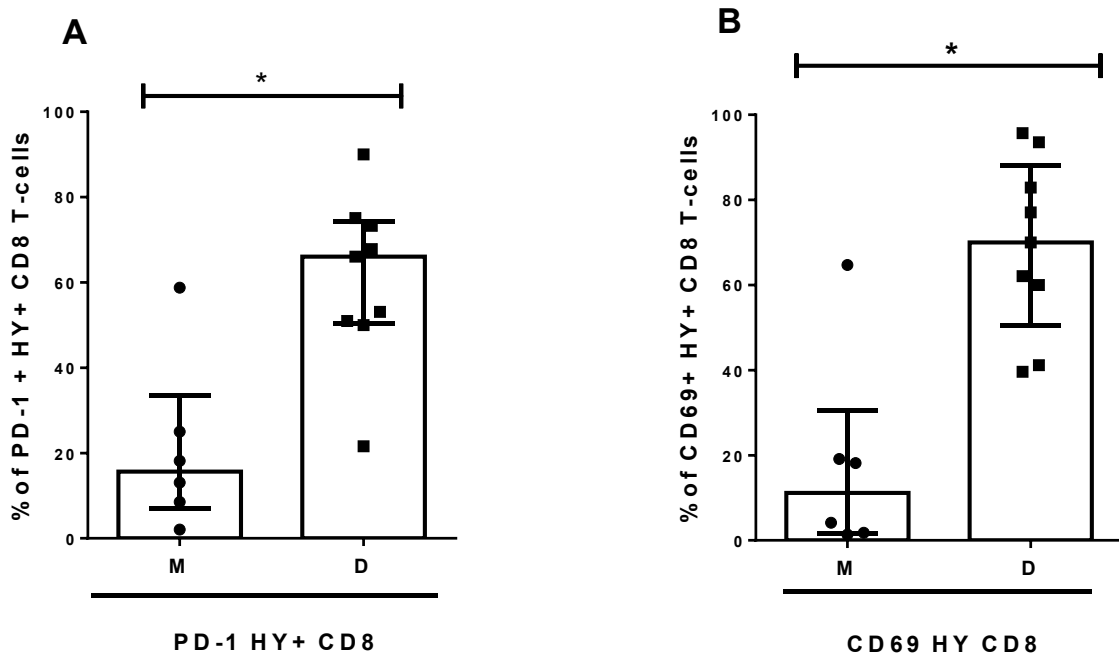 A
*
% of PD-1 + HY+ CD8 T-cells
100
80
60
40
20
0
M D
PD-1 HY+ CD8
B
*
% of CD69+ HY+ CD8 T-cells
100
80
60
40
20
0
M D
CD69 HY CD8